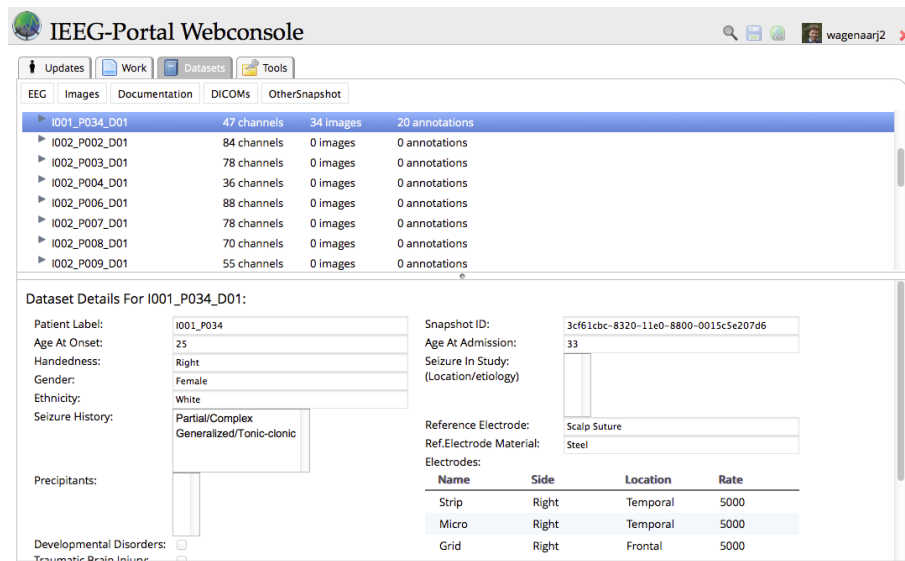 IEEG-Portal Webconsole
wagenaarj2
Updates Work Datasets Tools
EEG Images Documentation DICOMs OtherSnapshot
I001_P034_D01 47 channels 34 images 20 annotations
I002_P002_D01 84 channels 0 images 0 annotations
I002_P003_D01 78 channels 0 images 0 annotations
I002_P004_D01 36 channels 0 images 0 annotations
I002_P006_D01 88 channels 0 images 0 annotations
I002_P007_D01 78 channels 0 images 0 annotations
I002_P008_D01 70 channels 0 images 0 annotations
I002_P009_D01 55 channels 0 images 0 annotations
Dataset Details For I001_P034_D01:
Patient Label: I001_P034
Age At Onset: 25
Handedness: Right
Gender: Female
Ethnicity: White
Seizure History: Partial/Complex
Generalized/Tonic-clonic
Precipitants:
Developmental Disorders:
Traumatic Brain Injury:
Snapshot ID: 3cf61cbc-8320-11e0-8800-0015c5e207d6
Age At Admission: 33
Seizure In Study:
(Location/etiology)
Reference Electrode: Scalp Suture
Ref.Electrode Material: Steel
Electrodes:
Name Side Location Rate
Strip Right Temporal 5000
Micro Right Temporal 5000
Grid Right Frontal 5000